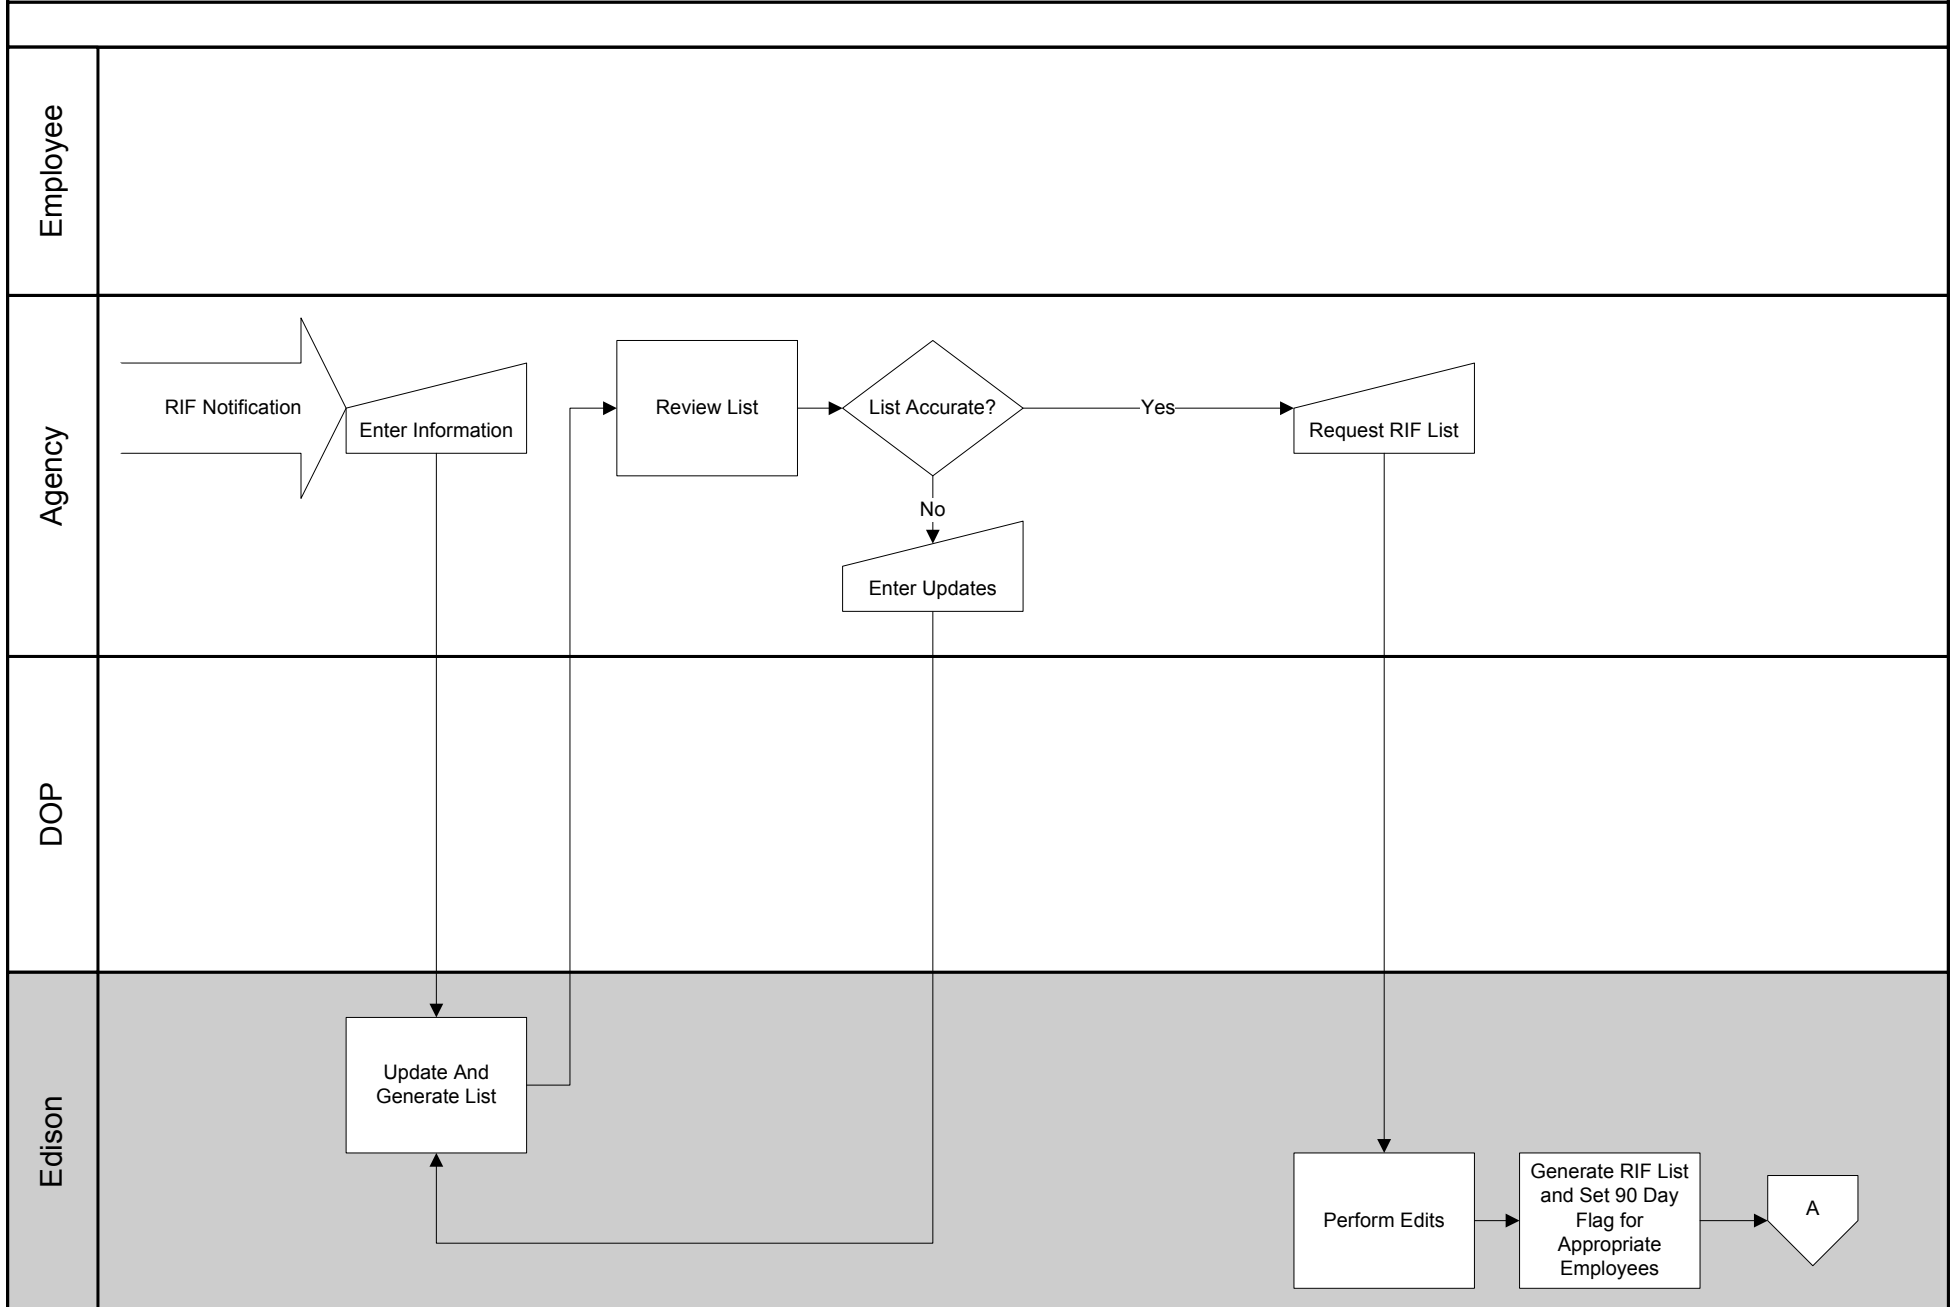 Employee
Agency
RIF Notification
Enter Information
Review List
List Accurate?
Yes
Request RIF List
No
Enter Updates
DOP
Edison
Update And
Generate List
Perform Edits
Generate RIF List
and Set 90 Day
Flag for
Appropriate
Employees
A